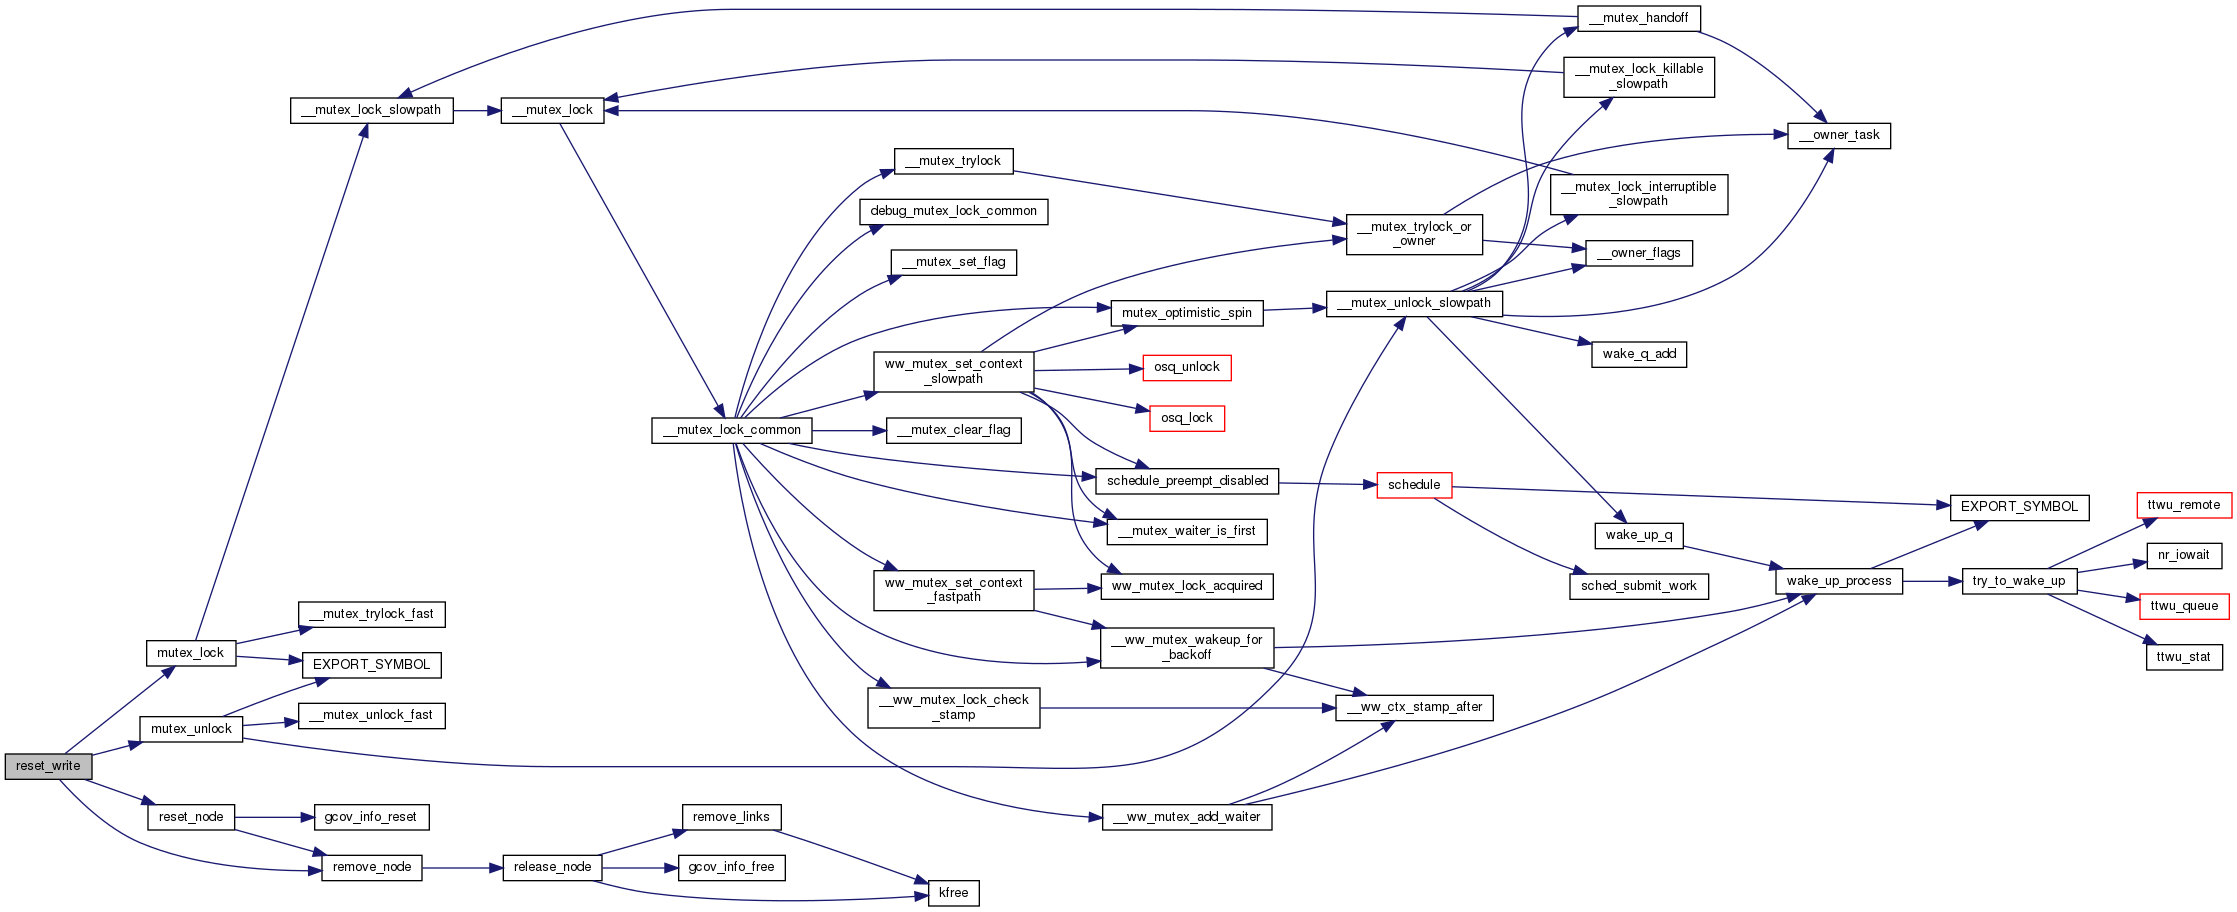 reset_write
mutex_lock
mutex_unlock
reset_node
__mutex_lock_slowpath
__mutex_trylock_fast
EXPORT_SYMBOL
__mutex_unlock_fast
gcov_info_reset
remove_node
__mutex_lock
release_node
__mutex_lock_common
remove_links
gcov_info_free
__mutex_trylock
debug_mutex_lock_common
__mutex_set_flag
ww_mutex_set_context
_slowpath
__mutex_clear_flag
ww_mutex_set_context
_fastpath
__ww_mutex_lock_check
_stamp
kfree
mutex_optimistic_spin
osq_unlock
osq_lock
schedule_preempt_disabled
__mutex_waiter_is_first
ww_mutex_lock_acquired
__ww_mutex_wakeup_for
_backoff
__ww_mutex_add_waiter
__mutex_trylock_or
_owner
__mutex_unlock_slowpath
schedule
__ww_ctx_stamp_after
__mutex_handoff
__mutex_lock_killable
_slowpath
__mutex_lock_interruptible
_slowpath
__owner_flags
wake_q_add
wake_up_q
sched_submit_work
__owner_task
wake_up_process
EXPORT_SYMBOL
try_to_wake_up
ttwu_remote
nr_iowait
ttwu_queue
ttwu_stat